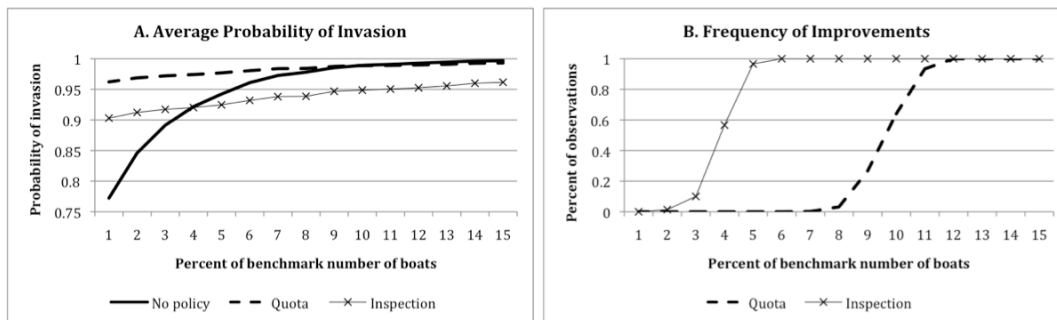 A. Average Probability of Invasion
Probability of invasion
1
0.95
0.9
0.85
0.8
0.75
1 2 3 4 5 6 7 8 9 10 11 12 13 14 15
Percent of benchmark number of boats
No policy Quota Inspection
B. Frequency of Improvements
Percent of observations
1
0.8
0.6
0.4
0.2
0
1 2 3 4 5 6 7 8 9 10 11 12 13 14 15
Percent of benchmark number of boats
Quota Inspection